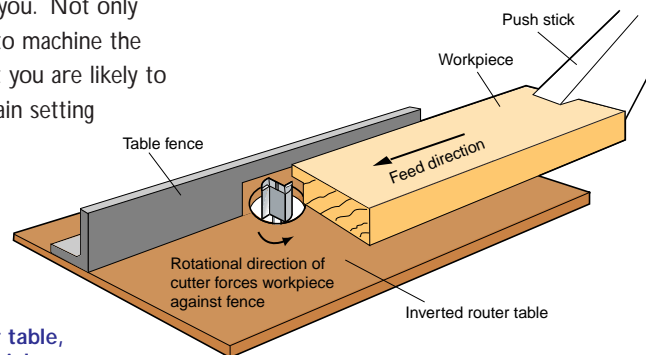 you. Not only
to machine the
you are likely to
ain setting
Push stick
Workpiece
Table fence
Feed direction
Rotational direction of
cutter forces workpiece
against fence
Inverted router table
table,